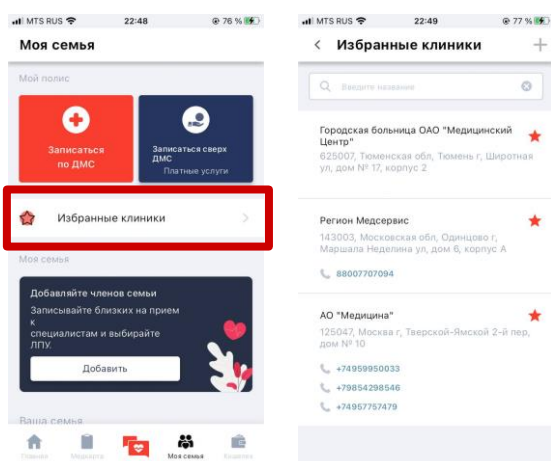 MTS RUS
22:48
76 %
Моя семья
Мой полис
Записаться
по ДМС
Записаться сверх
ДМС
Платные услуги
Избранные клиники
Моя семья
Добавляйте членов семьи
Записывайте близких на прием
к
специалистам и выбирайте
ЛПУ.
Добавить
Ваша семья
Главная
Медкарта
Моя семья
MTS RUS
22:49
77 %
Избранные клиники
Введите название
Городская больница ОАО "Медицинский
Центр"
625007, Тюменская обл, Тюмень г, Широтная
ул, дом № 17, корпус 2
Регион Медсервис
143003, Московская обл, Одинцово г,
Маршала Неделина ул, дом 6, корпус А
88007707094
АО "Медицина"
125047, Москва г, Тверской-Ямской 2-й пер,
дом № 10
+74959950033
+79854298546
+74957757479